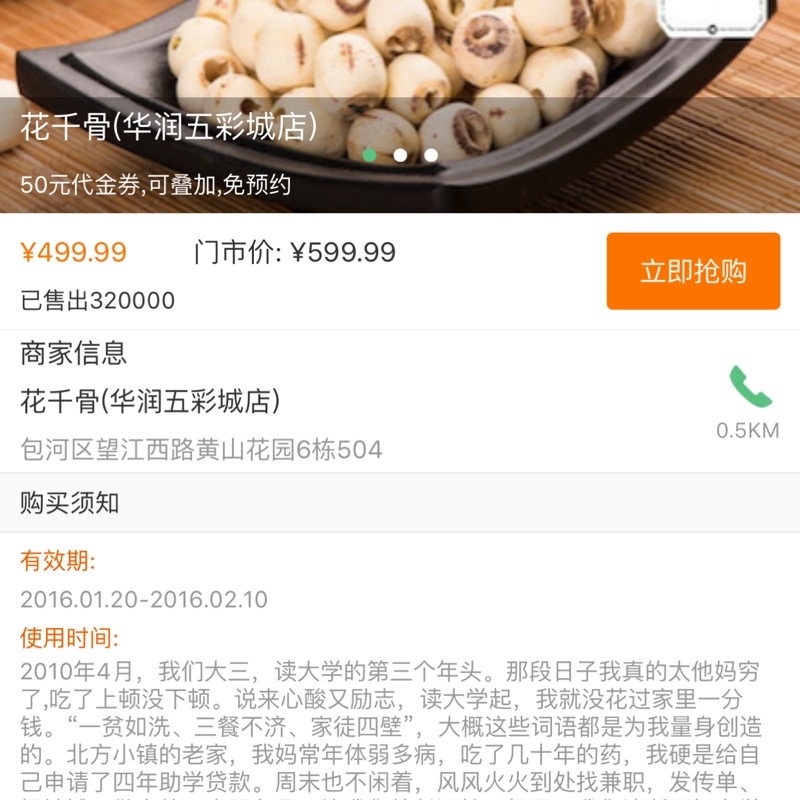 花千骨(华润五彩城店)
50元代金券,可叠加,免预约
¥499.99 门市价: ¥599.99
立即抢购
已售出320000
商家信息
花千骨(华润五彩城店)
0.5KM
包河区望江西路黄山花园6栋504
购买须知
有效期:
2016.01.20-2016.02.10
使用时间:
2010年4月，我们大三，读大学的第三个年头。那段日子我真的太他妈穷
了,吃了上顿没下顿。说来心酸又励志，读大学起，我就没花过家里一分
钱。“一贫如洗、三餐不济、家徒四壁”，大概这些词语都是为我量身创造
的。北方小镇的老家，我妈常年体弱多病，吃了几十年的药，我硬是给自
己申请了四年助学贷款。周末也不闲着，风风火火到处找兼职，发传单、